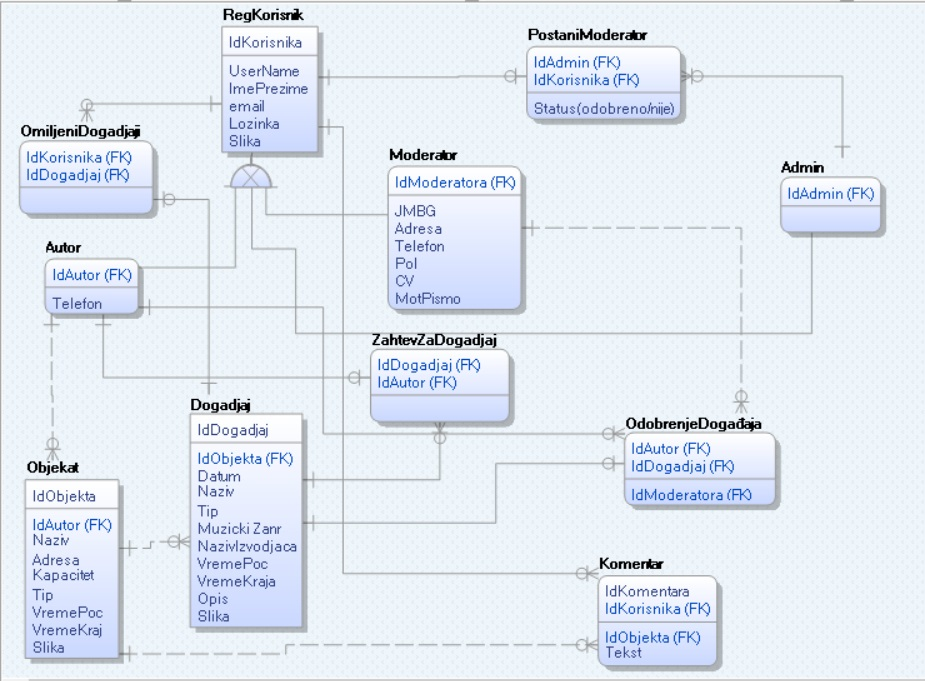 RegKorisnik
IdKorisnika
UserName
ImePrezime
email
Lozinka
Slika
PostaniModerator
IdAdmin (FK)
IdKorisnika (FK)
Status(odobreno/nije)
OmiljeniDogadjaji
IdKorisnika (FK)
IdDogadjaj (FK)
Moderator
IdModeratora (FK)
JMBG
Adresa
Telefon
Pol
CV
MotPismo
Admin
IdAdmin (FK)
Autor
IdAutor (FK)
Telefon
ZahtevZaDogadjaj
IdDogadjaj (FK)
IdAutor (FK)
Dogadjaj
IdDogadjaj
IdObjekta (FK)
Datum
Naziv
Tip
Muzicki Zanr
NazivIzvodjaca
VremePoc
VremeKraja
Opis
Slika
OdobrenjeDogađaja
IdAutor (FK)
IdDogadjaj (FK)
IdModeratora (FK)
Objekat
IdObjekta
IdAutor (FK)
Naziv
Adresa
Kapacitet
Tip
VremePoc
VremeKraj
Slika
Komentar
IdKomentara
IdKorisnika (FK)
IdObjekta (FK)
Tekst